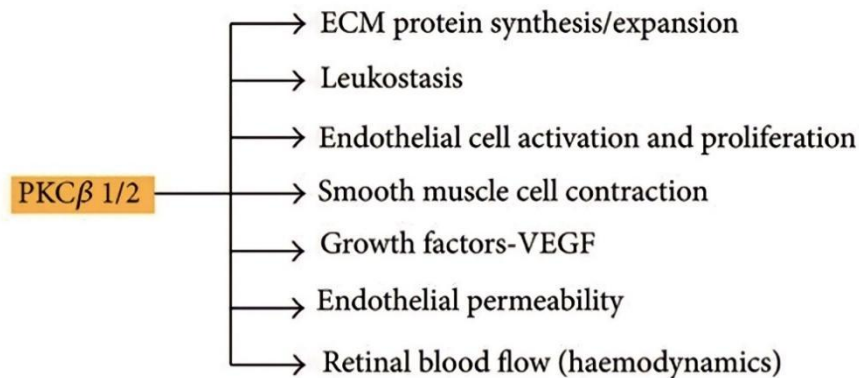 ECM protein synthesis/expansion
Leukostasis
Endothelial cell activation and proliferation
PKCβ 1/2
Smooth muscle cell contraction
Growth factors-VEGF
Endothelial permeability
Retinal blood flow (haemodynamics)